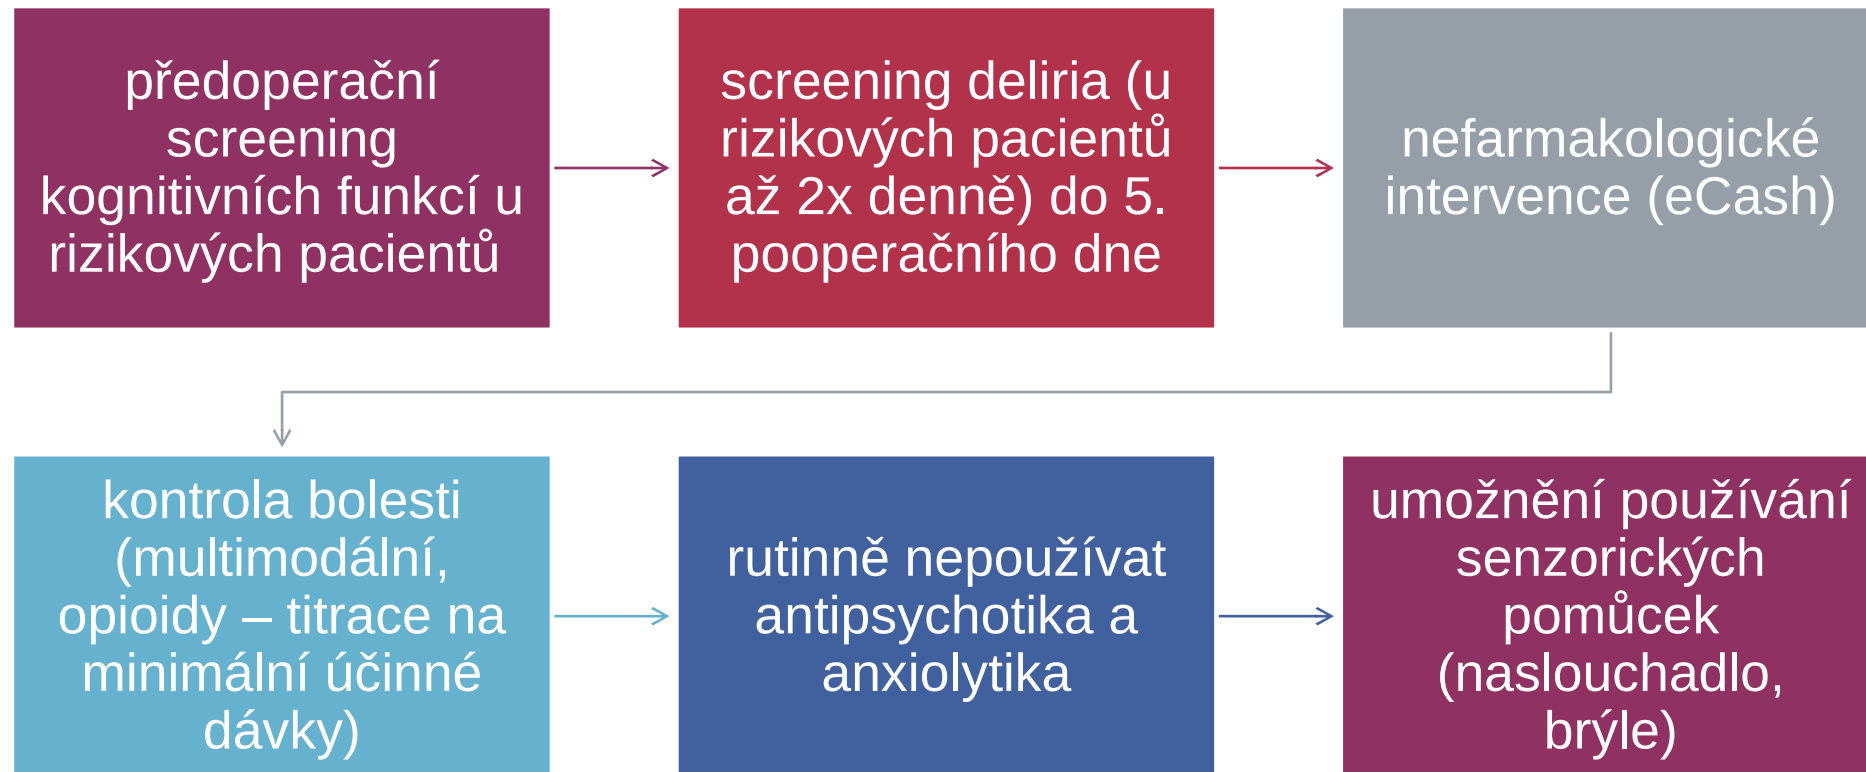 předoperační
screening
kognitivních funkcí u
rizikových pacientů
screening deliria (u
rizikových pacientů
až 2x denně) do 5.
pooperačního dne
nefarmakologické
intervence (eCash)
kontrola bolesti
(multimodální,
opioidy – titrace na
minimální účinné
dávky)
rutinně nepoužívat
antipsychotika a
anxiolytika
umožnění používání
senzorických
pomůcek
(naslouchadlo,
brýle)